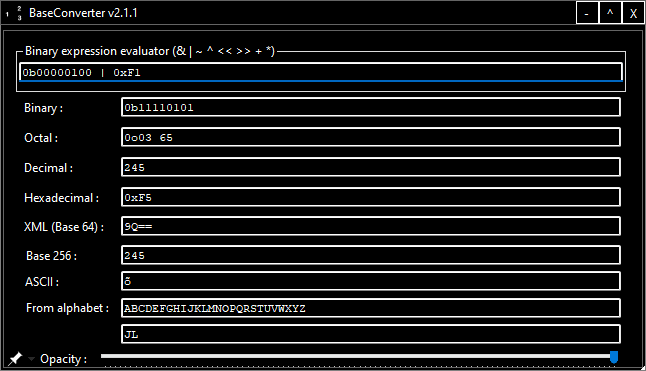 1 2 3 BaseConverter v2.1.1 - ^ X
Binary expression evaluator (& | ~ ^ << >> + *)
0b00000100 | 0xF1
Binary : 0b11110101
Octal : 0o03 65
Decimal : 245
Hexadecimal : 0xF5
XML (Base 64) : 9Q==
Base 256 : 245
ASCII : õ
From alphabet : ABCDEFGHIJKLMNOPQRSTUVWXYZ
JL
Opacity :